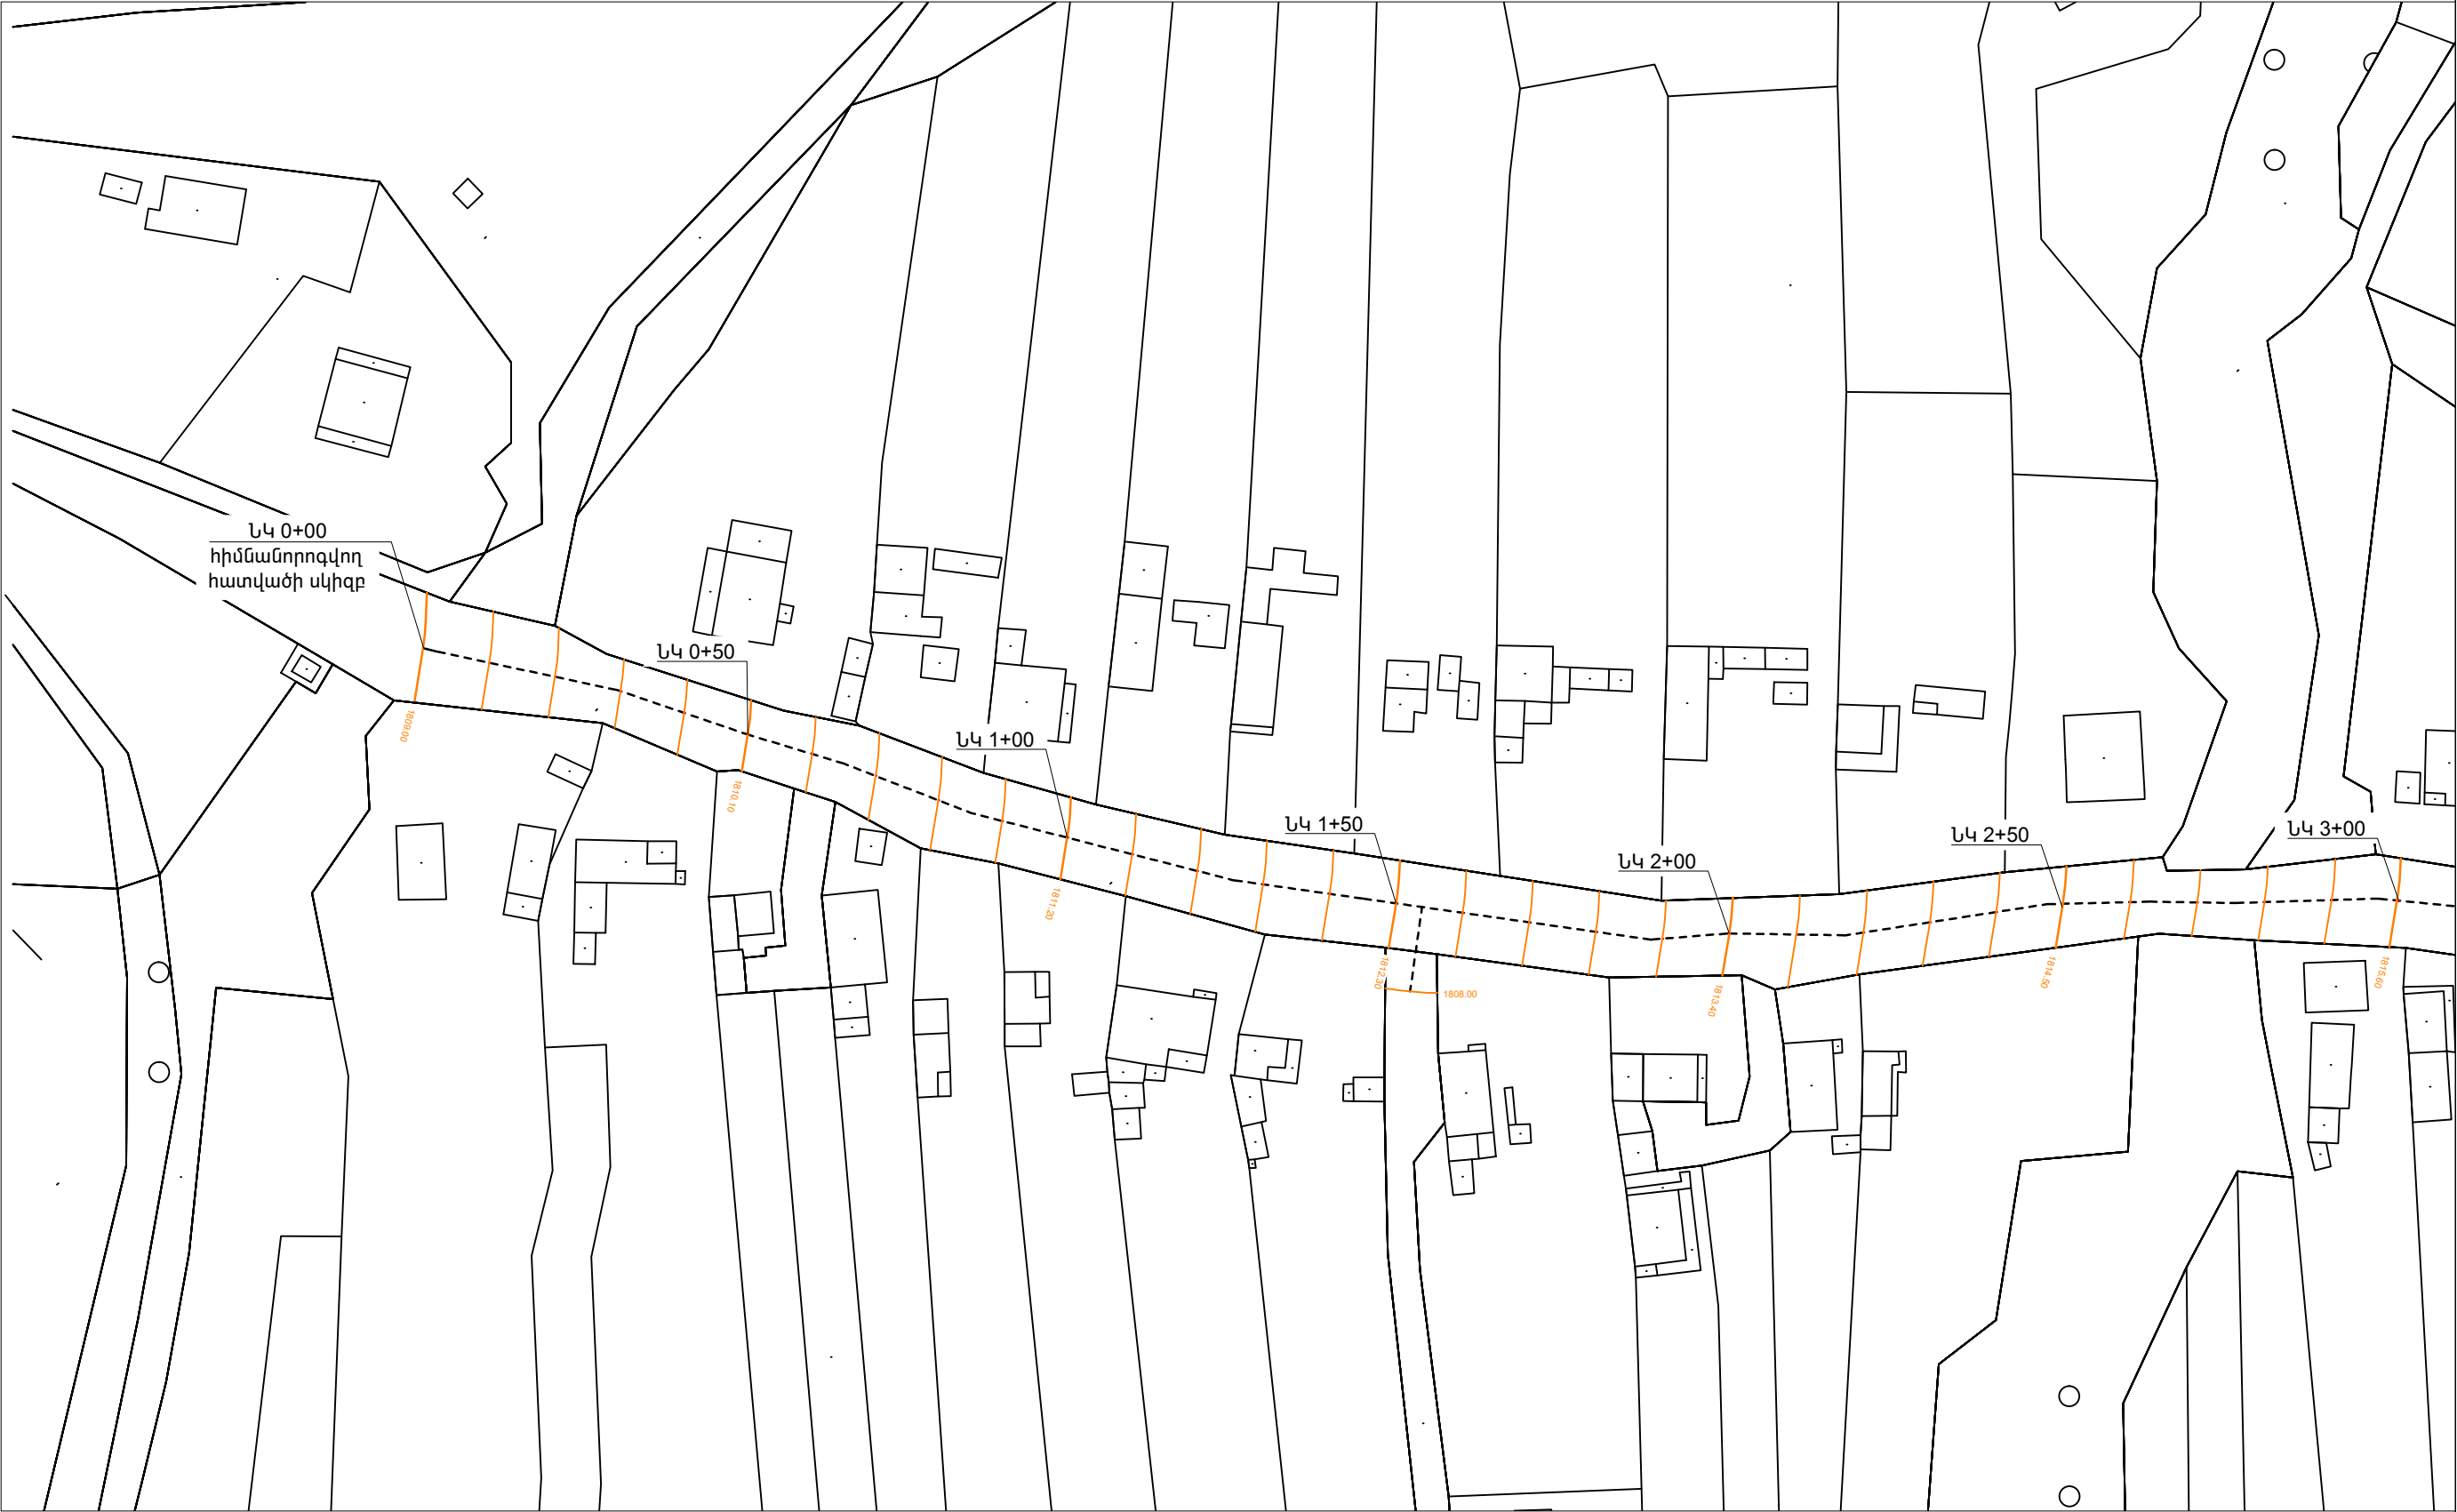 ՆԿ 0+00
հիմնանորոգվող
հատվածի սկիզբ
ՆԿ 0+50
ՆԿ 1+00
ՆԿ 1+50
ՆԿ 2+00
ՆԿ 2+50
ՆԿ 3+00
1809.00
1810.10
1811.20
1812.30
1808.00
1813.40
1814.50
1815.60